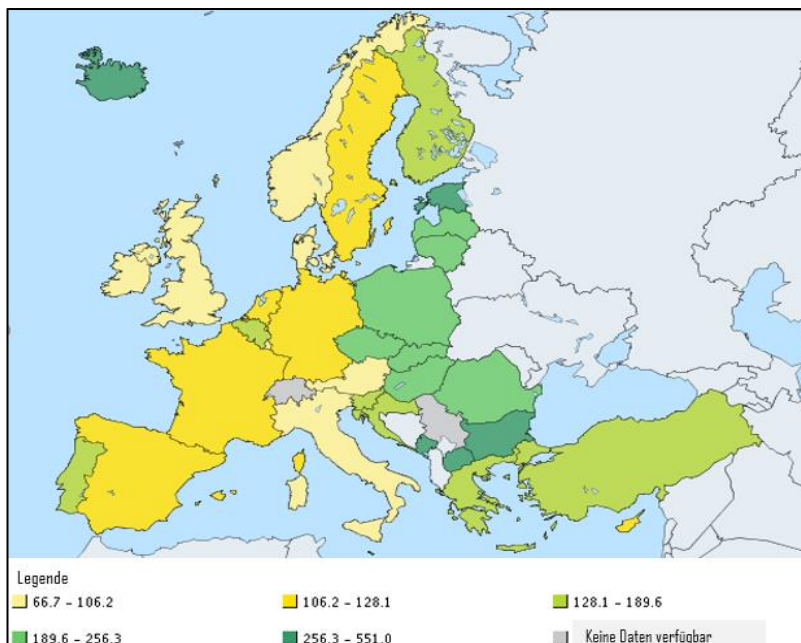 Legende
66.7 - 106.2
106.2 - 128.1
128.1 - 189.6
189.6 - 256.3
256.3 - 551.0
Keine Daten verfügbar